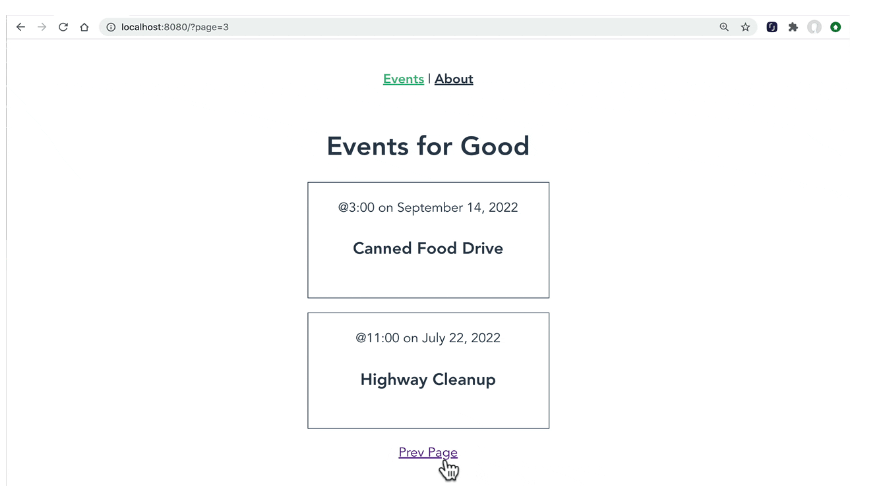 localhost:8080/?page=3
Events | About
Events for Good
@3:00 on September 14, 2022
Canned Food Drive
@11:00 on July 22, 2022
Highway Cleanup
Prev Page